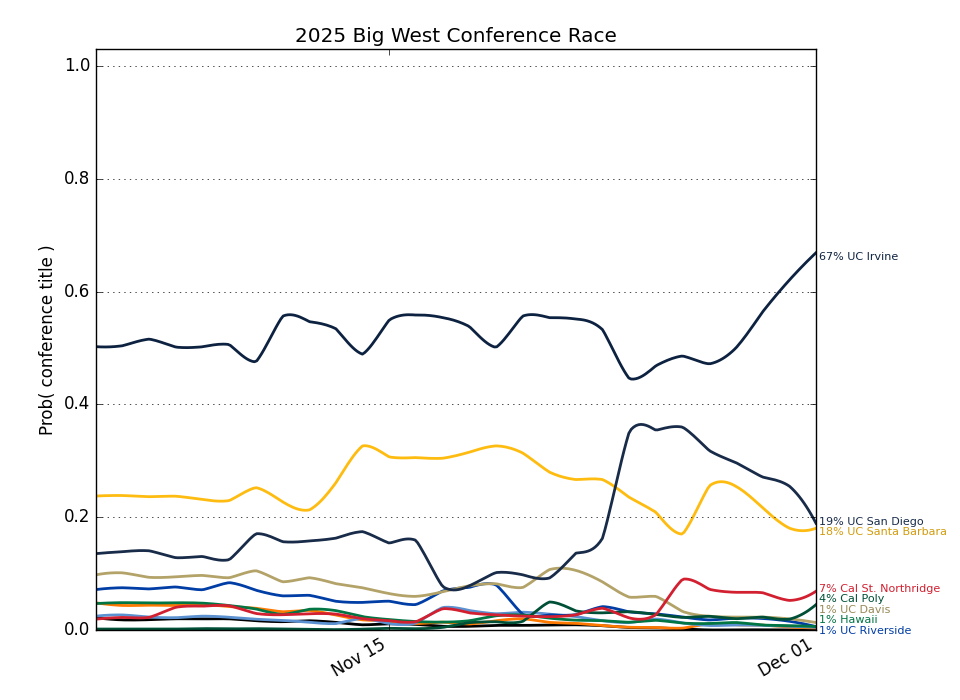 2025 Big West Conference Race
Prob( conference title )
1.0
0.8
0.6
0.4
0.2
0.0
Nov 15
Dec 01
67% UC Irvine
19% UC San Diego
18% UC Santa Barbara
7% Cal St. Northridge
4% Cal Poly
1% UC Davis
1% Hawaii
1% UC Riverside